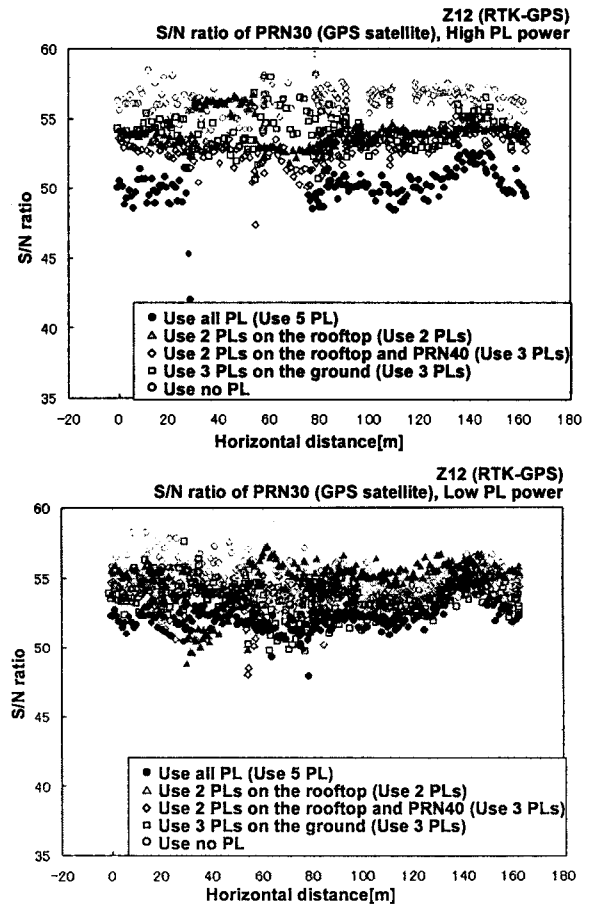 Z12 (RTK-GPS)
S/N ratio of PRN30 (GPS satellite), High PL power
60
55
50
45
40
35
S/N ratio
● Use all PL (Use 5 PL)
△ Use 2 PLs on the rooftop (Use 2 PLs)
◇ Use 2 PLs on the rooftop and PRN40 (Use 3 PLs)
□ Use 3 PLs on the ground (Use 3 PLs)
○ Use no PL
-20 0 20 40 60 80 100 120 140 160 180
Horizontal distance[m]
Z12 (RTK-GPS)
S/N ratio of PRN30 (GPS satellite), Low PL power
60
55
50
45
40
35
S/N ratio
● Use all PL (Use 5 PL)
△ Use 2 PLs on the rooftop (Use 2 PLs)
◇ Use 2 PLs on the rooftop and PRN40 (Use 3 PLs)
□ Use 3 PLs on the ground (Use 3 PLs)
○ Use no PL
-20 0 20 40 60 80 100 120 140 160 180
Horizontal distance[m]